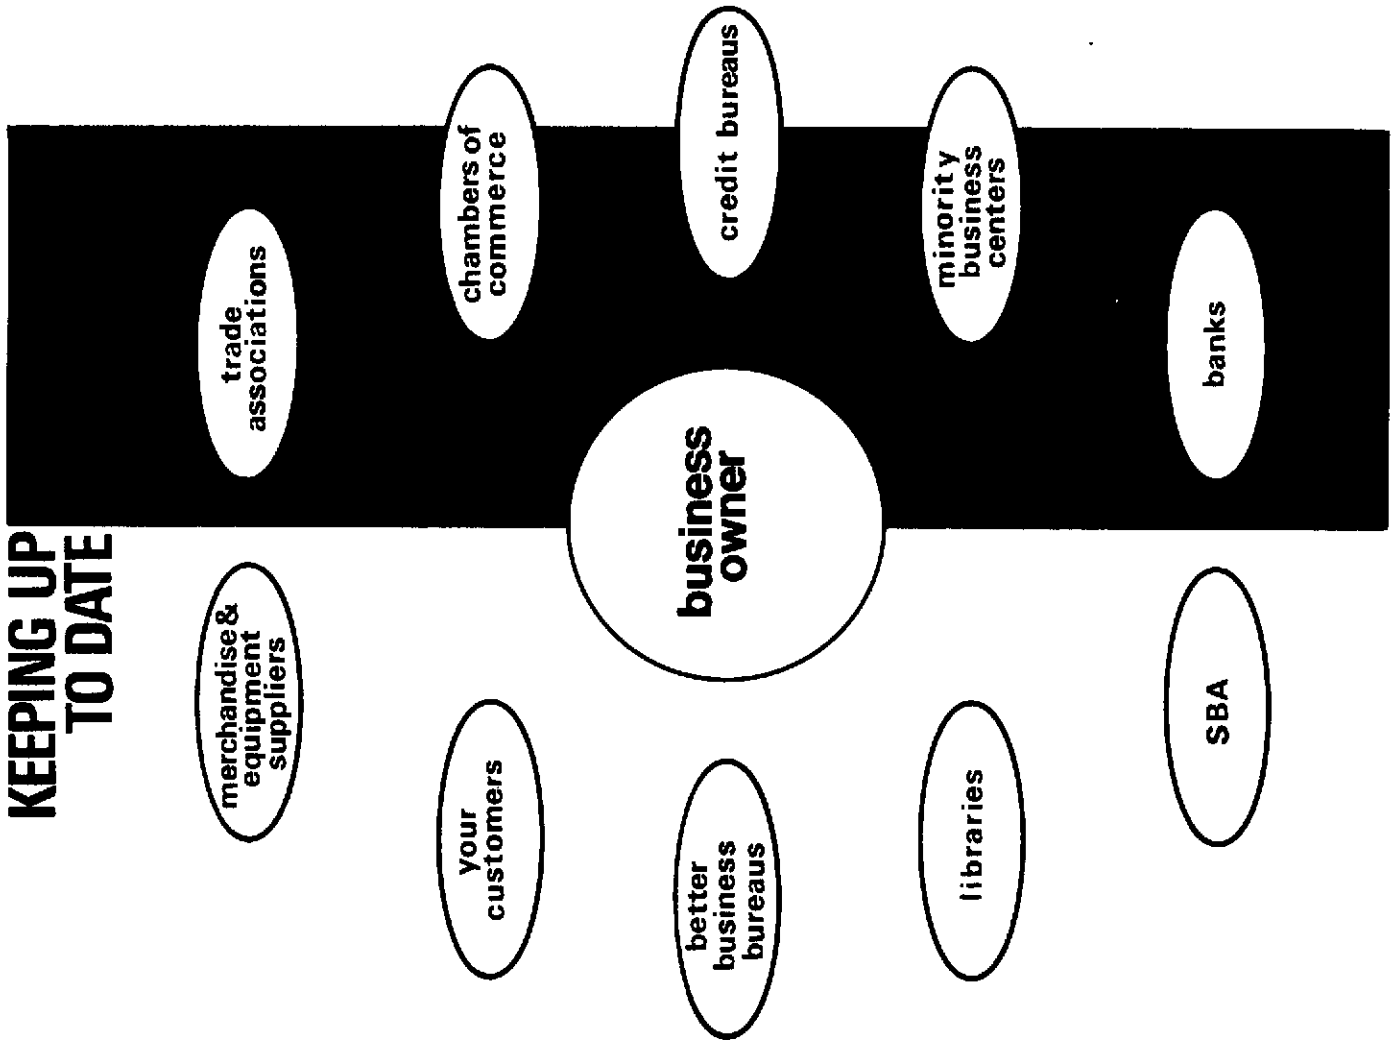 KEEPING UP
TO DATE
merchandise &
equipment
suppliers
trade
associations
your
customers
chambers of
commerce
better
business
bureaus
business
owner
credit bureaus
libraries
minority
business
centers
SBA
banks